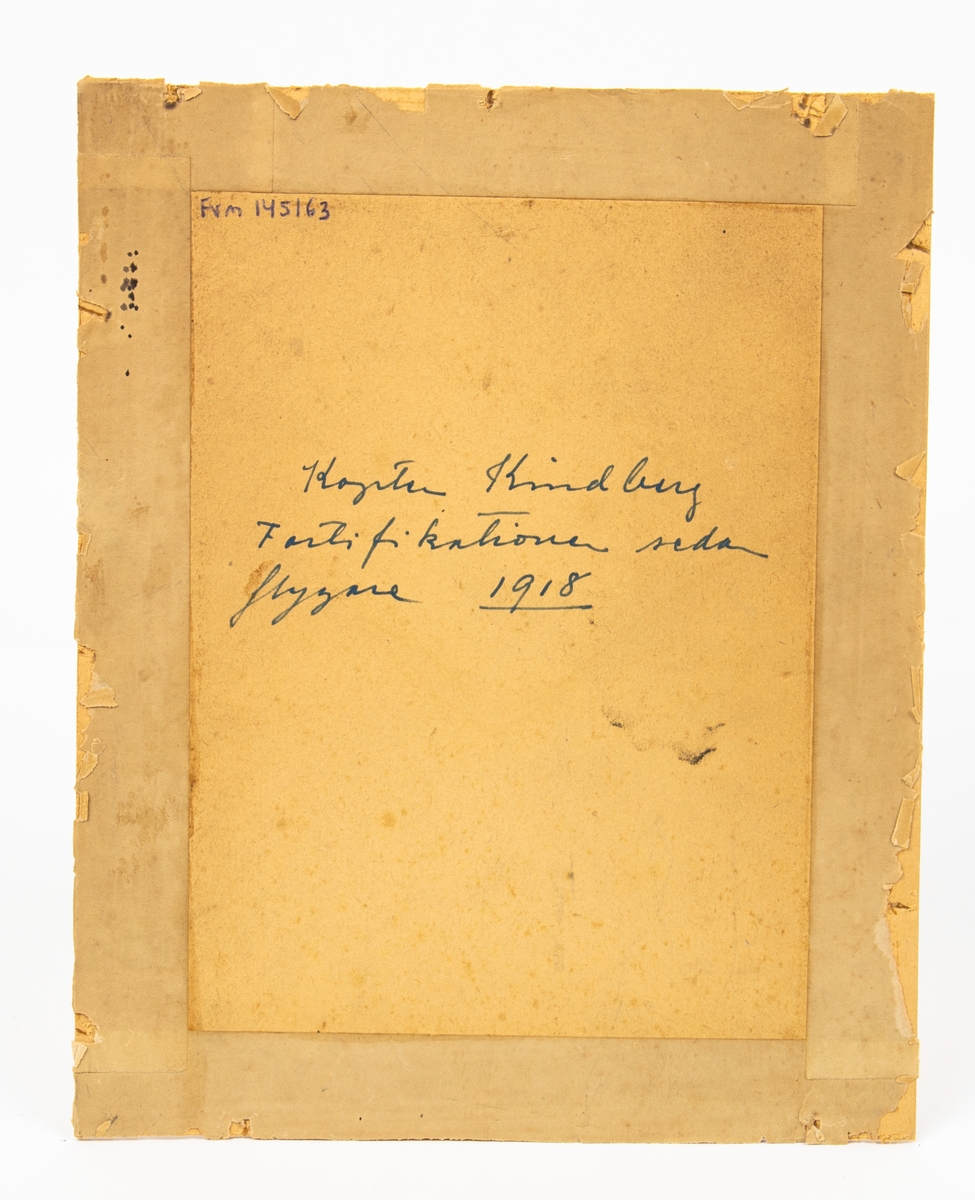 Fvm 145163
Kapten Kindberg
Fortifikationen sedan
flygare 1918